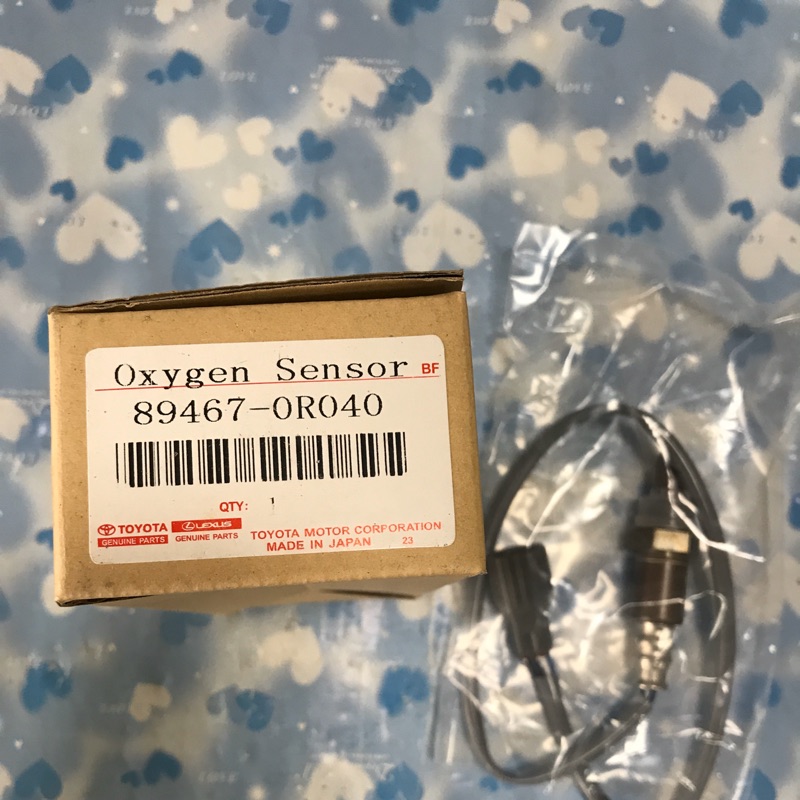 Oxygen Sensor BF
89467-0R040
QTY: 1
TOYOTA LEXUS
GENUINE PARTS GENUINE PARTS
TOYOTA MOTOR CORPORATION
MADE IN JAPAN 23